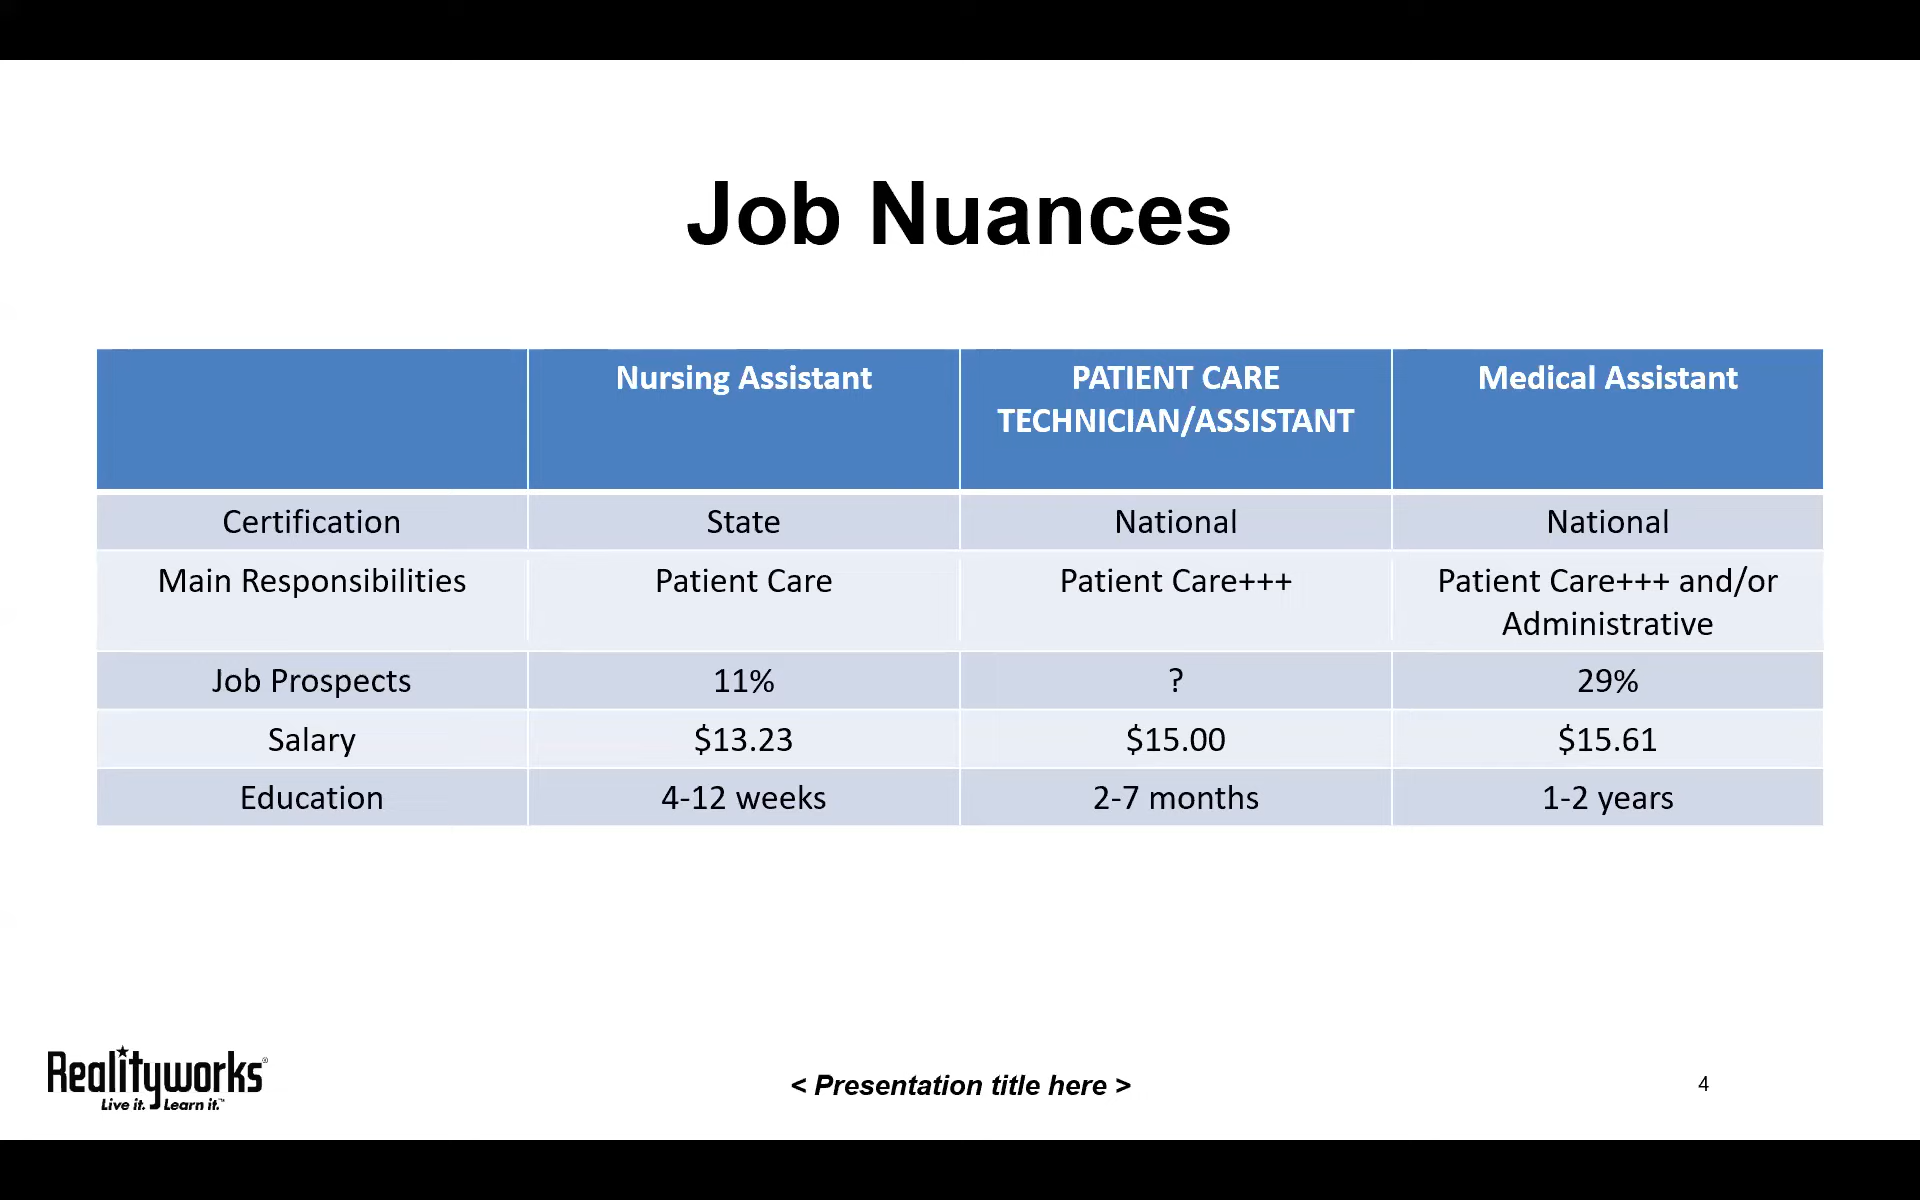 Job Nuances
Nursing Assistant
PATIENT CARE
TECHNICIAN/ASSISTANT
Medical Assistant
Certification
State
National
National
Main Responsibilities
Patient Care
Patient Care+++
Patient Care+++ and/or
Administrative
Job Prospects
11%
?
29%
Salary
$13.23
$15.00
$15.61
Education
4-12 weeks
2-7 months
1-2 years
Realityworks®
Live it. Learn it.™
< Presentation title here >
4